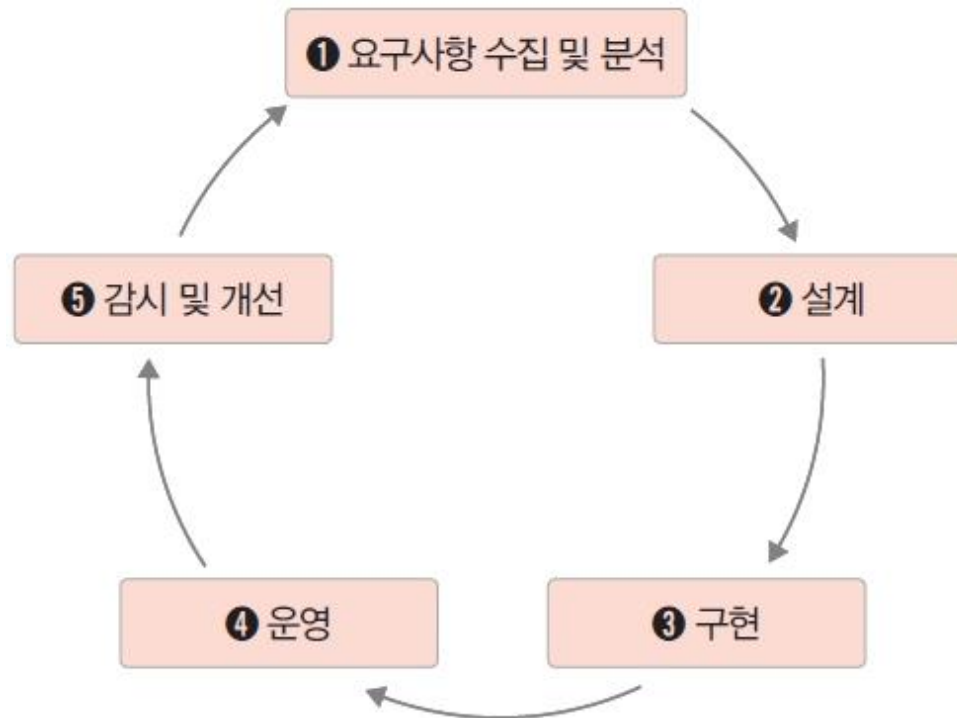 ❶ 요구사항 수집 및 분석
❷ 설계
❸ 구현
❹ 운영
❺ 감시 및 개선